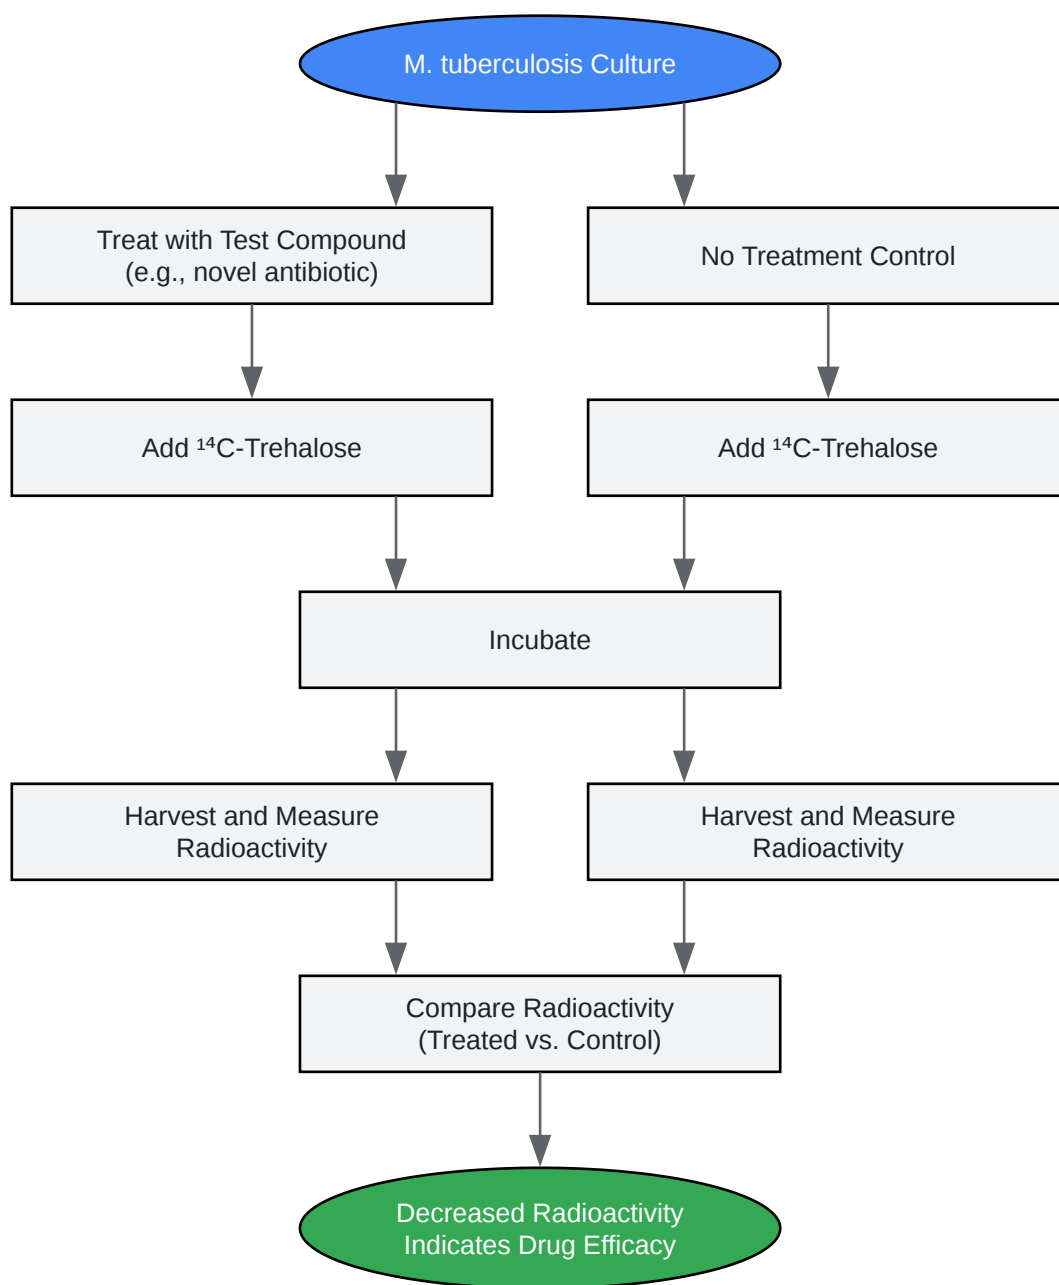 M. tuberculosis Culture
Treat with Test Compound
(e.g., novel antibiotic)
No Treatment Control
Add ¹⁴C-Trehalose
Add ¹⁴C-Trehalose
Incubate
Harvest and Measure
Radioactivity
Harvest and Measure
Radioactivity
Compare Radioactivity
(Treated vs. Control)
Decreased Radioactivity
Indicates Drug Efficacy